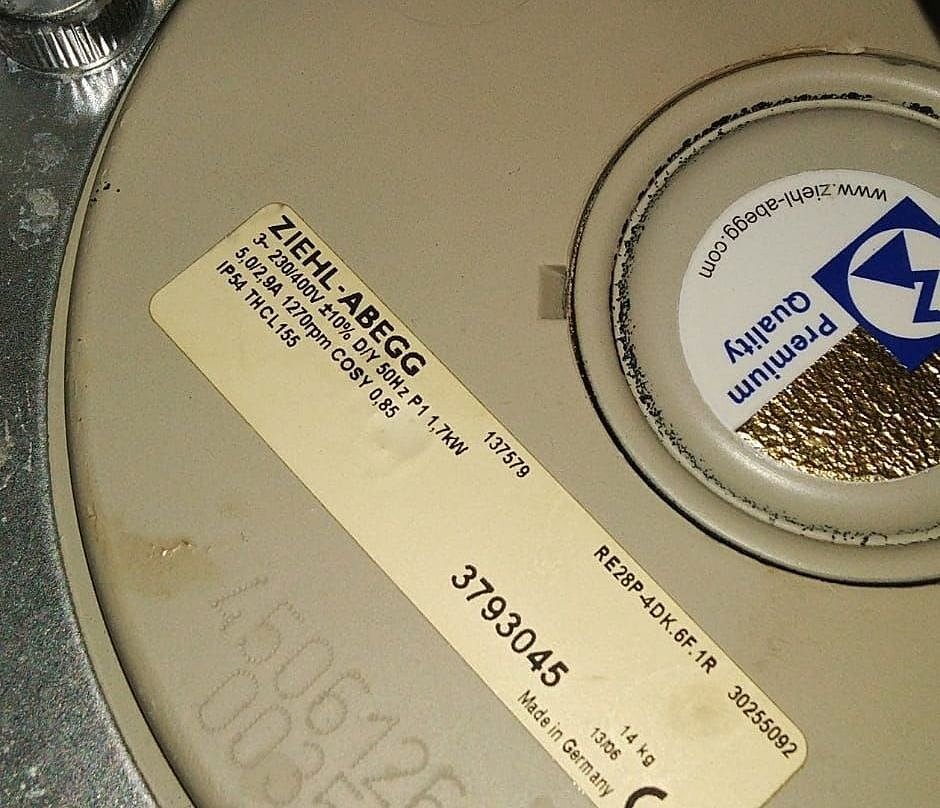 ZIEHL-ABEGG
3~ 230/400V ±10% D/Y 50Hz P1 1,7kW
5,0/2,9A 1270rpm COSY 0,85
IP54 THCL155
137579
RE28P-4DK.6F.1R
30255092
3793045
14 kg
13/06
Made in Germany
www.ziehl-abegg.com
Premium
Quality